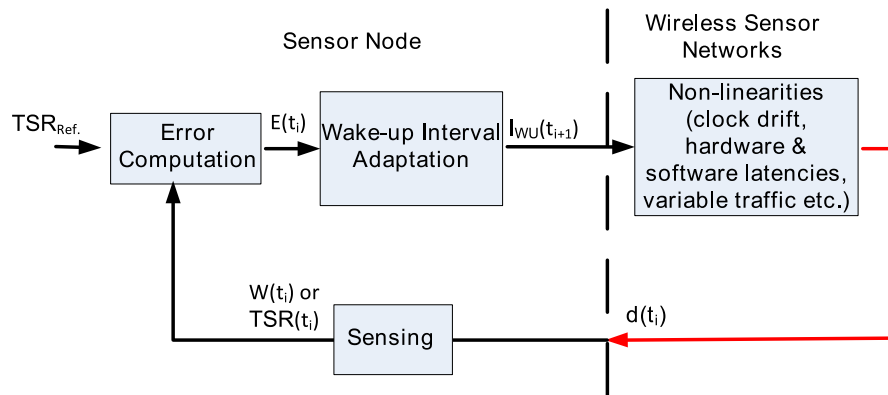 Sensor Node
Wireless Sensor
Networks
TSRRef.
Error
Computation
E(ti)
Wake-up Interval
Adaptation
IWU(ti+1)
Non-linearities
(clock drift,
hardware &
software latencies,
variable traffic etc.)
W(ti) or
TSR(ti)
Sensing
d(ti)